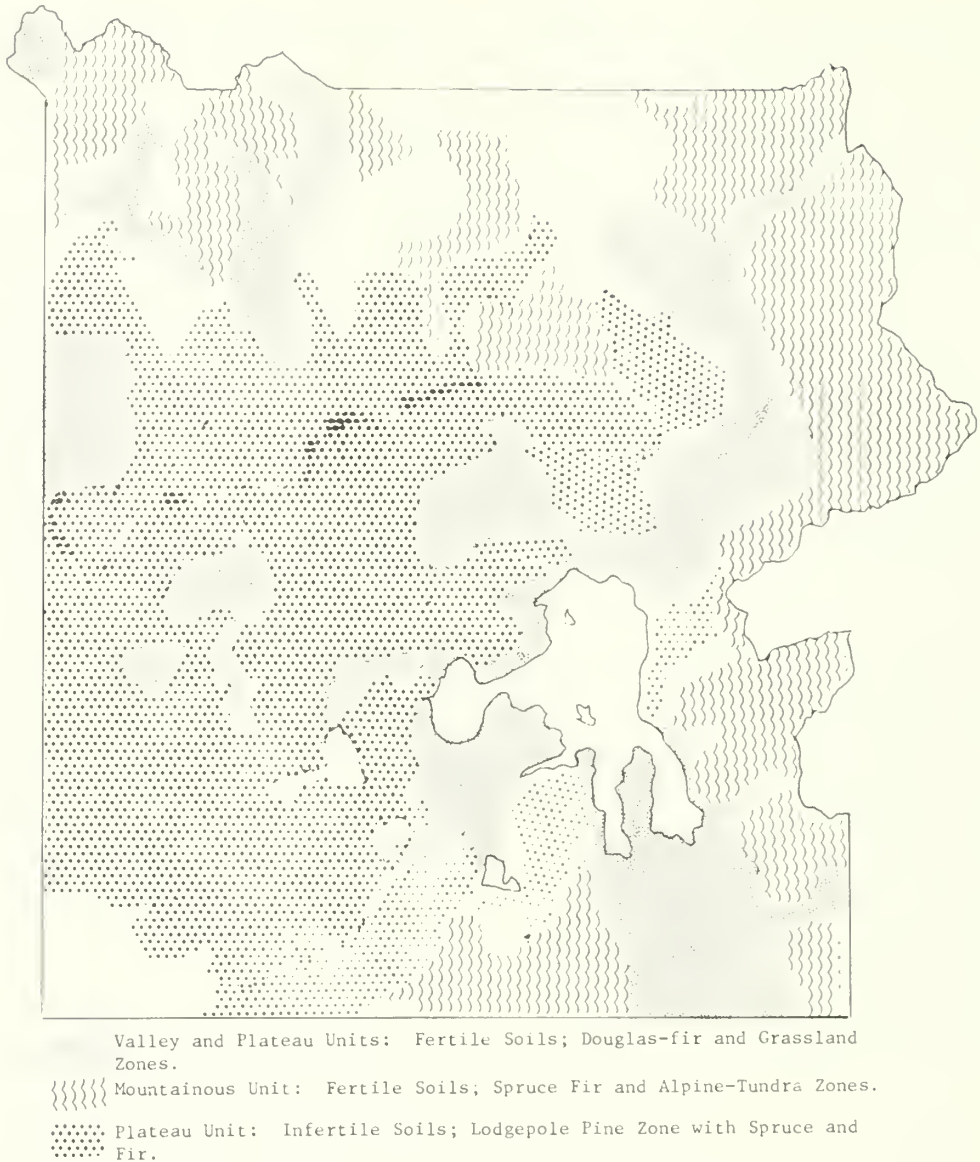 Valley and Plateau Units: Fertile Soils; Douglas-fir and Grassland
Zones.
Mountainous Unit: Fertile Soils; Spruce Fir and Alpine-Tundra Zones.
Plateau Unit: Infertile Soils; Lodgepole Pine Zone with Spruce and
Fir.